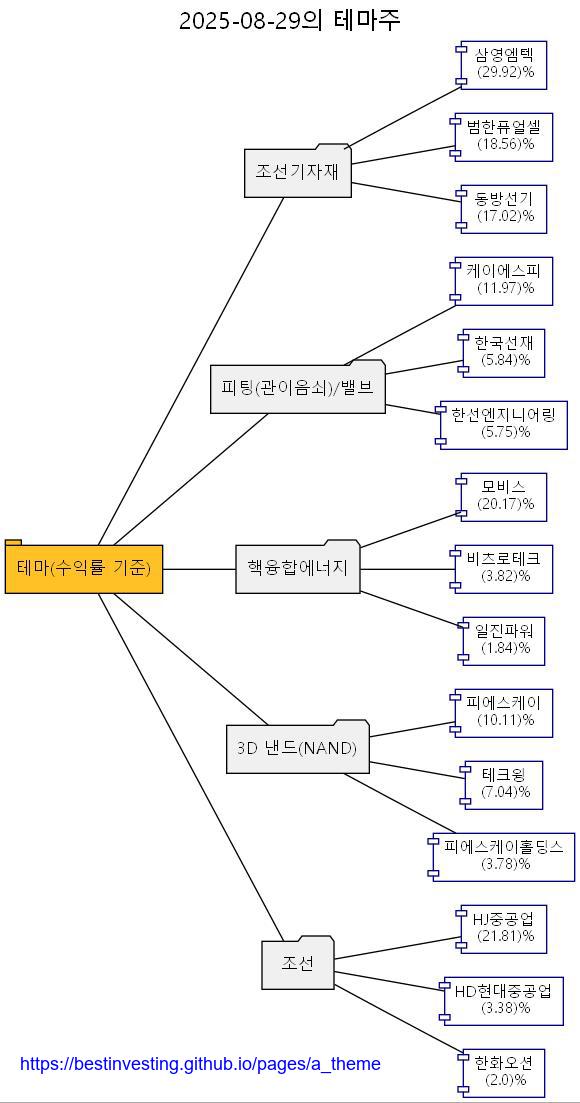 2025-08-29의 테마주
삼영엠텍
(29.92)%
범한퓨얼셀
(18.56)%
조선기자재
동방선기
(17.02)%
케이에스피
(11.97)%
한국선재
(5.84)%
피팅(관이음쇠)/밸브
한선엔지니어링
(5.75)%
모비스
(20.17)%
테마(수익률 기준)
핵융합에너지
비츠로테크
(3.82)%
일진파워
(1.84)%
피에스케이
(10.11)%
3D 낸드(NAND)
테크윙
(7.04)%
피에스케이홀딩스
(3.78)%
HJ중공업
(21.81)%
조선
HD현대중공업
(3.38)%
한화오션
(2.0)%
https://bestinvesting.github.io/pages/a_theme